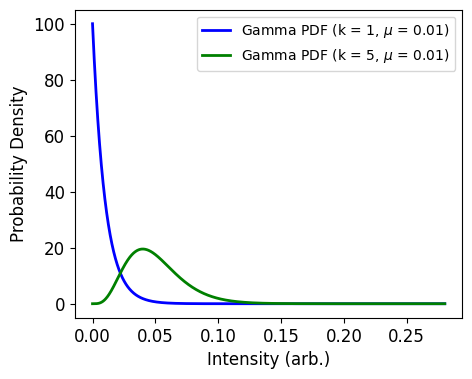 Gamma PDF (k = 1, μ = 0.01)
Gamma PDF (k = 5, μ = 0.01)
100
80
60
40
20
0
Probability Density
0.00 0.05 0.10 0.15 0.20 0.25
Intensity (arb.)